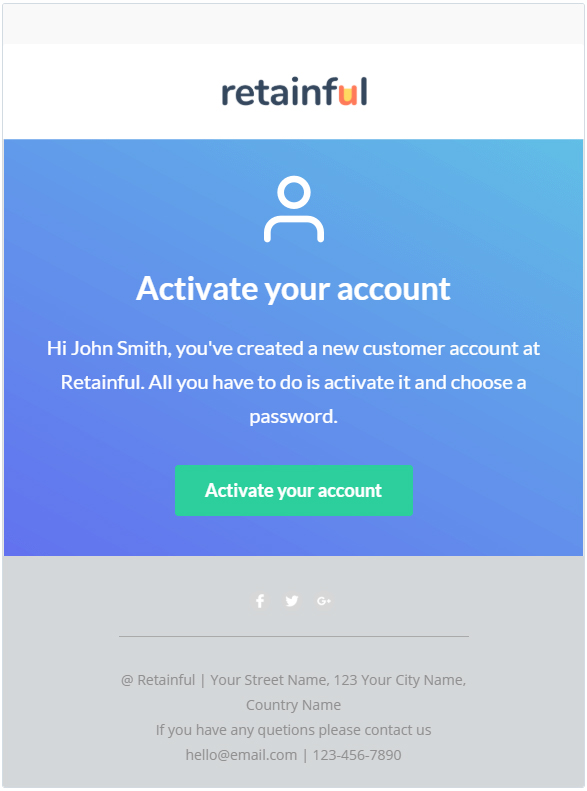 retainful
Activate your account
Hi John Smith, you've created a new customer account at
Retainful. All you have to do is activate it and choose a
password.
Activate your account
@ Retainful | Your Street Name, 123 Your City Name,
Country Name
If you have any quetions please contact us
hello@email.com | 123-456-7890